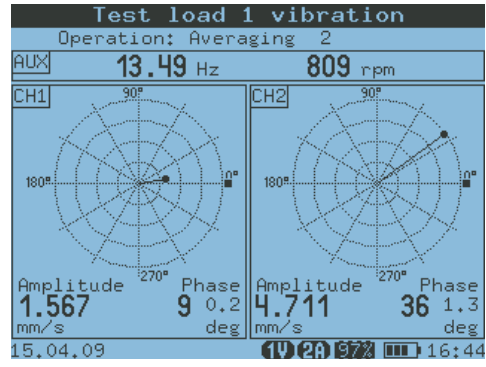 Test load 1 vibration
Operation: Averaging 2
AUX 13.49 Hz 809 rpm
CH1 90° CH2 90°
180° 0° 180° 0°
270° 270°
Amplitude Phase Amplitude Phase
1.567 9 0.2 4.711 36 1.3
mm/s deg mm/s deg
15.04.09 1V 2A 97% 16:44